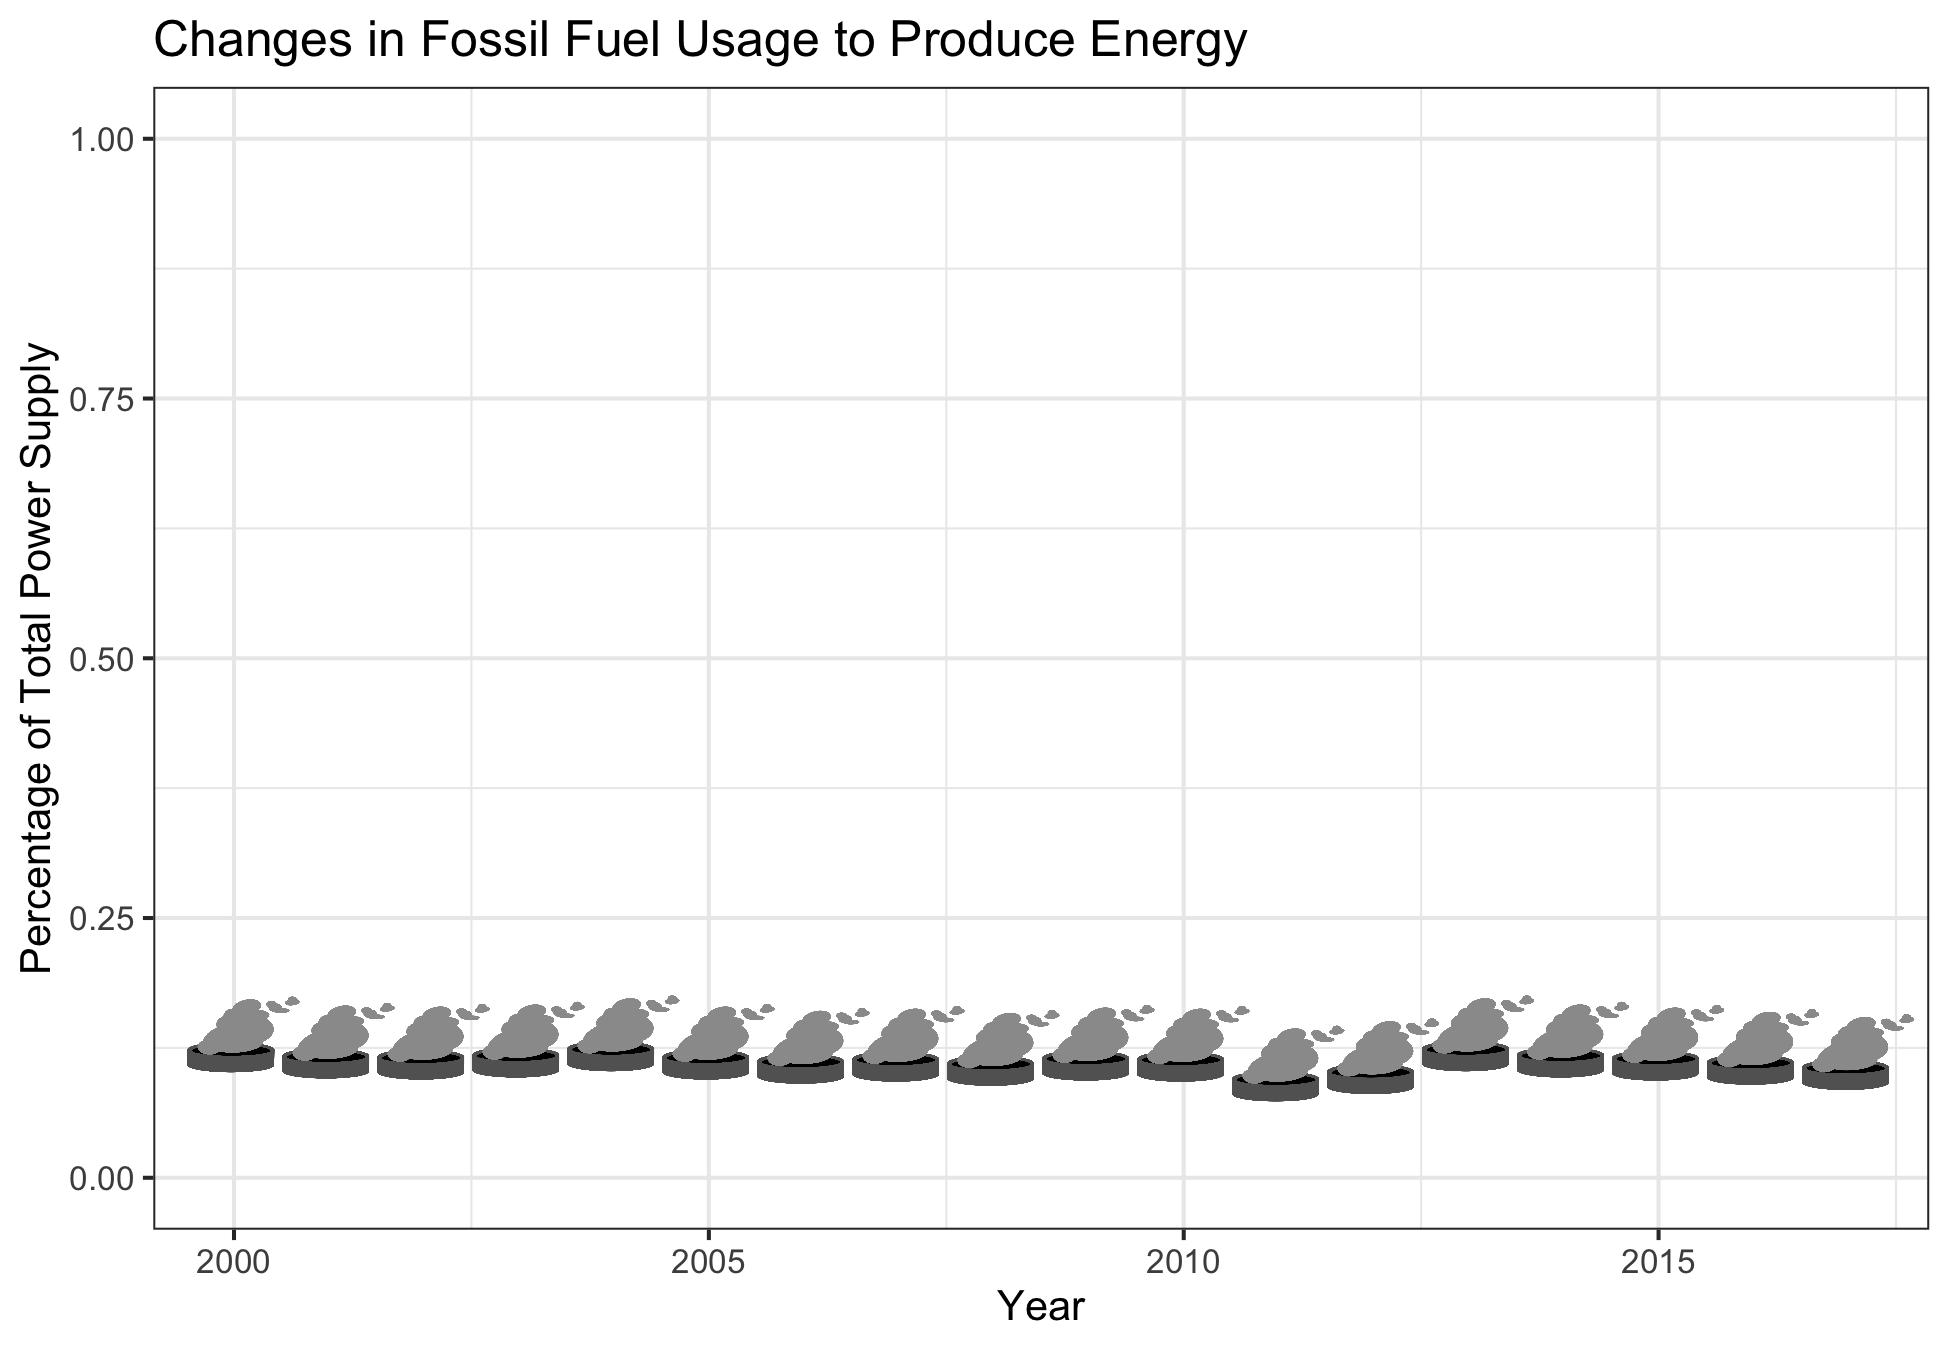 Changes in Fossil Fuel Usage to Produce Energy
Percentage of Total Power Supply
1.00
0.75
0.50
0.25
0.00
2000 2005 2010 2015
Year